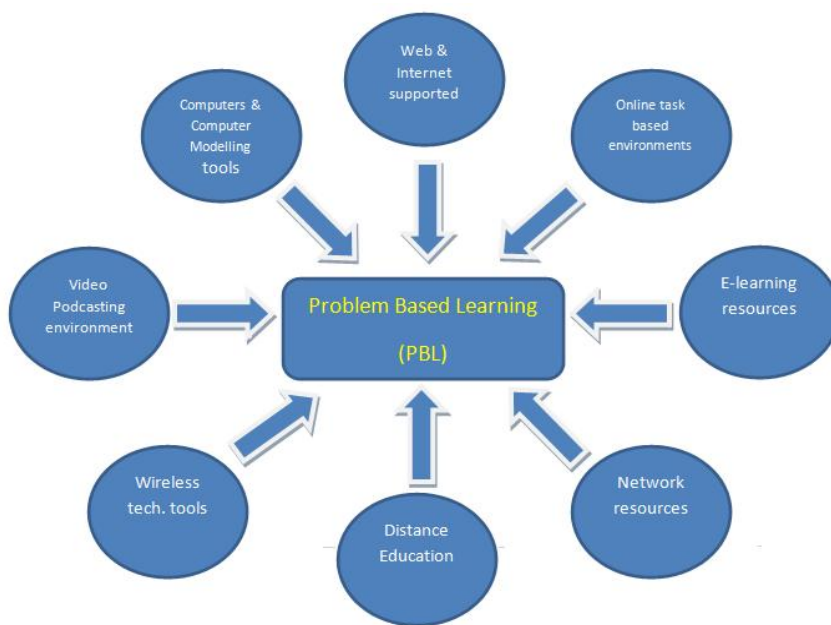 Web &
Internet
supported
Computers &
Computer
Modelling
tools
Online task
based
environments
Video
Podcasting
environment
Problem Based Learning
(PBL)
E-learning
resources
Wireless
tech. tools
Distance
Education
Network
resources